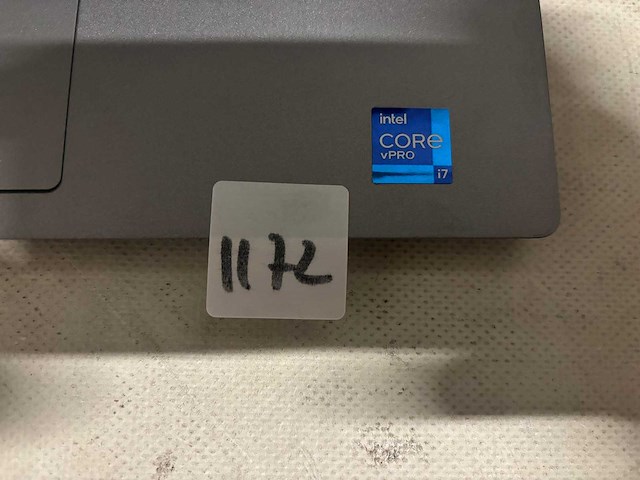 intel
CORe
vPRO
i7
1172